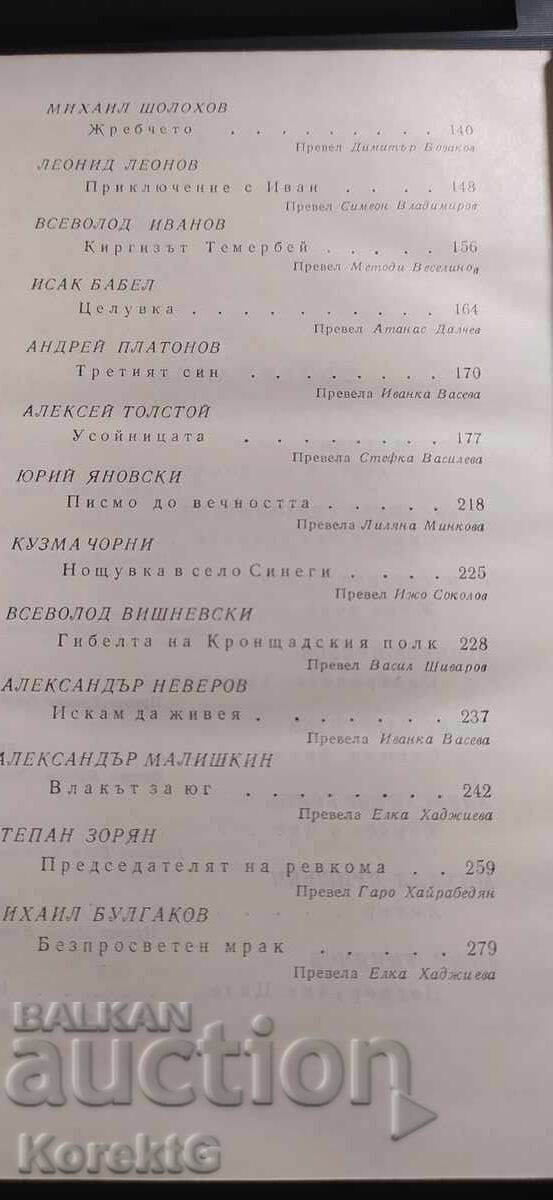 МИХАИЛ ШОЛОХОВ
Жребчето . . . . . . . . . 140
Превел Димитър Бозаков
ЛЕОНИД ЛЕОНОВ
Приключение с Иван . . . . 148
Превел Симеон Владимиров
ВСЕВОЛОД ИВАНОВ
Киргизът Темербей . . . . . 156
Превел Методи Веселинов
ИСАК БАБЕЛ
Целувка . . . . . . . . . . 164
Превел Атанас Далчев
АНДРЕЙ ПЛАТОНОВ
Третият син . . . . . . . . 170
Превела Иванка Васева
АЛЕКСЕЙ ТОЛСТОЙ
Усойницата . . . . . . . . 177
Превела Стефка Василева
ЮРИЙ ЯНОВСКИ
Писмо до вечността . . . . . 218
Превела Лиляна Минкова
КУЗМА ЧОРНИ
Нощувка в село Синеги . . . . 225
Превел Ижо Соколов
ВСЕВОЛОД ВИШНЕВСКИ
Гибелта на Кронщадския полк 228
Превел Васил Шиваров
АЛЕКСАНДЪР НЕВЕРОВ
Искам да живея . . . . . . . 237
Превела Иванка Васева
АЛЕКСАНДЪР МАЛИШКИН
Влакът за юг . . . . . . . . 242
Превела Елка Хаджиева
ТЕПАН ЗОРЯН
Председателят на ревкома . . 259
Превел Гаро Хайрабедян
ИХАИЛ БУЛГАКОВ
Безпросветен мрак . . . . . 279
Превела Елка Хаджиева
BALKAN
auction
KorektG